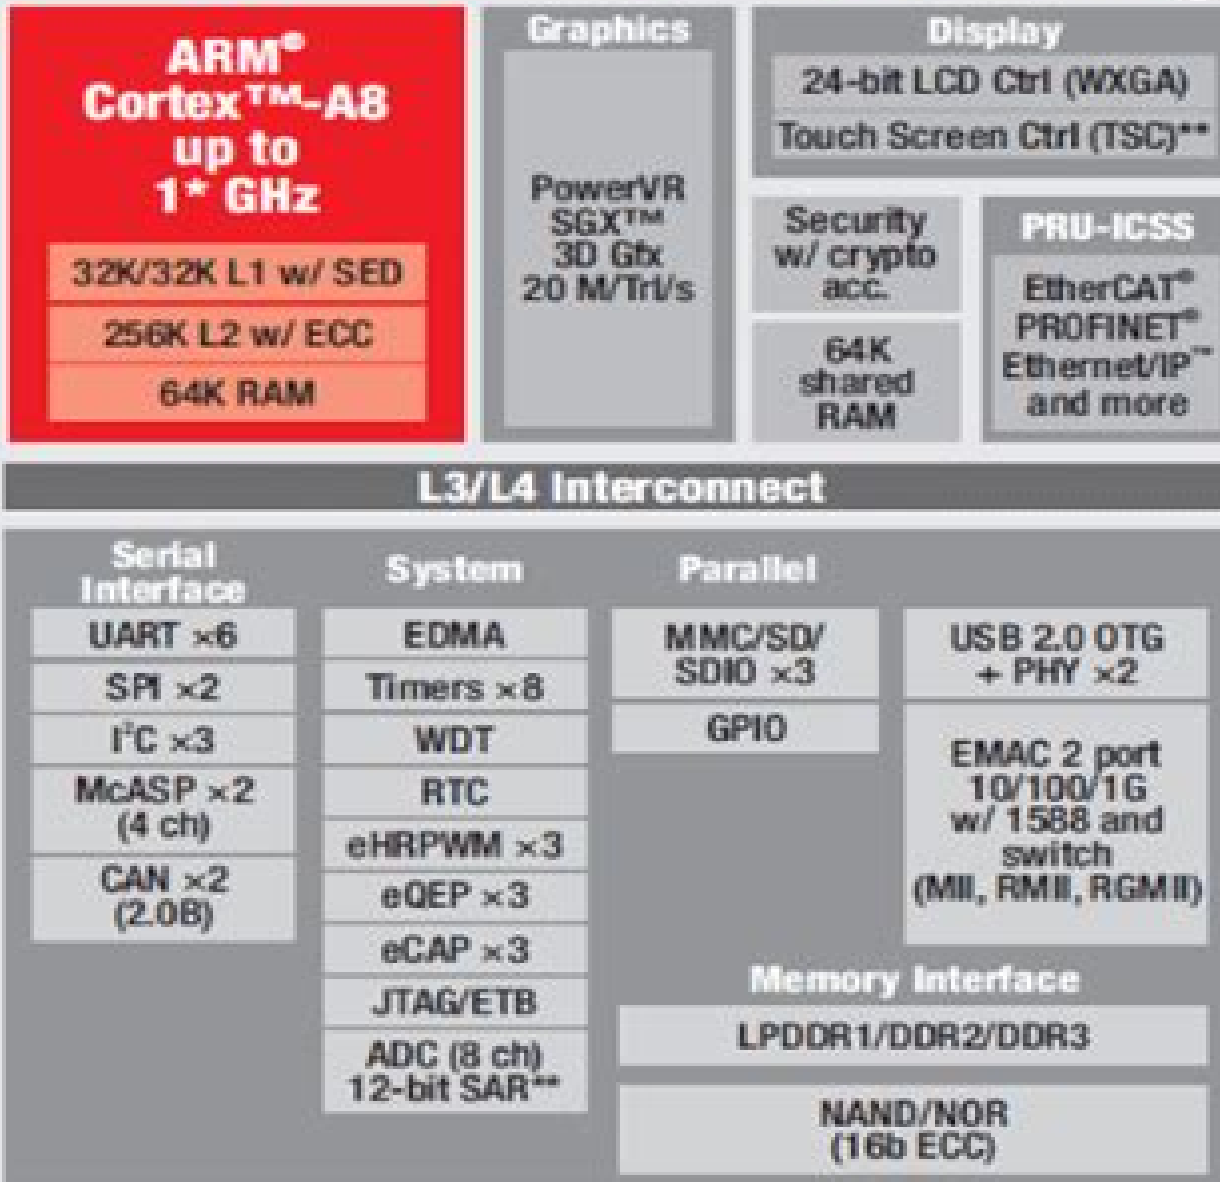 ARM®
Cortex™-A8
up to
1* GHz
32K/32K L1 w/ SED
256K L2 w/ ECC
64K RAM
Graphics
PowerVR
SGX™
3D Gfx
20 M/Tri/s
Display
24-bit LCD Ctrl (WXGA)
Touch Screen Ctrl (TSC)**
Security
w/ crypto
acc.
64K
shared
RAM
PRU-ICSS
EtherCAT®
PROFINET®
Ethernet/IP™
and more
L3/L4 Interconnect
Serial
Interface
UART ×6
SPI ×2
I²C ×3
McASP ×2
(4 ch)
CAN ×2
(2.0B)
System
EDMA
Timers ×8
WDT
RTC
eHRPWM ×3
eQEP ×3
eCAP ×3
JTAG/ETB
ADC (8 ch)
12-bit SAR**
Parallel
MMC/SD/
SDIO ×3
GPIO
USB 2.0 OTG
+ PHY ×2
EMAC 2 port
10/100/1G
w/ 1588 and
switch
(MII, RMII, RGMII)
Memory Interface
LPDDR1/DDR2/DDR3
NAND/NOR
(16b ECC)